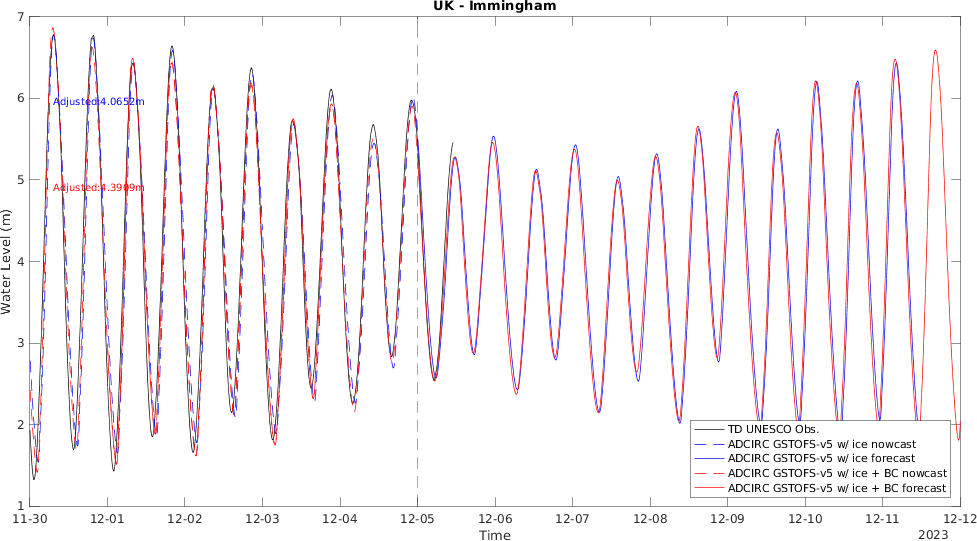 UK - Immingham
Water Level (m)
7
6
5
4
3
2
1
Adjusted:4.0652m
Adjusted:4.3909m
TD UNESCO Obs.
ADCIRC GSTOFS-v5 w/ ice nowcast
ADCIRC GSTOFS-v5 w/ ice forecast
ADCIRC GSTOFS-v5 w/ ice + BC nowcast
ADCIRC GSTOFS-v5 w/ ice + BC forecast
11-30 12-01 12-02 12-03 12-04 12-05 12-06 12-07 12-08 12-09 12-10 12-11 12-12
Time
2023